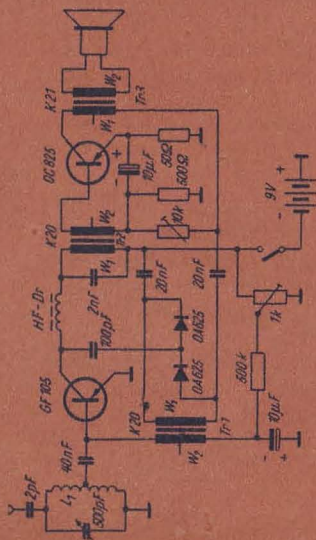 2pF
L1
500pF
40nF
GF105
HF-Dr
2nF
100pF
K20
W1
W2
Tr2
OC825
K21
W1
W2
Tr3
+
10µF
-
50Ω
500Ω
10k
20nF
20nF
OA625
OA625
K20
W1
W2
Tr1
500k
-
10µF
+
1k
9V
-
+